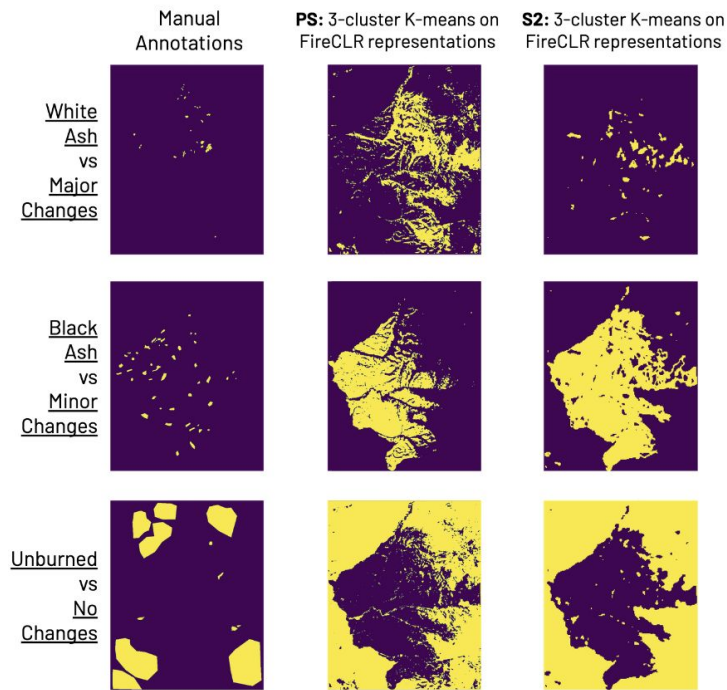 Manual
Annotations
PS: 3-cluster K-means on
FireCLR representations
S2: 3-cluster K-means on
FireCLR representations
White
Ash
vs
Major
Changes
Black
Ash
vs
Minor
Changes
Unburned
vs
No
Changes